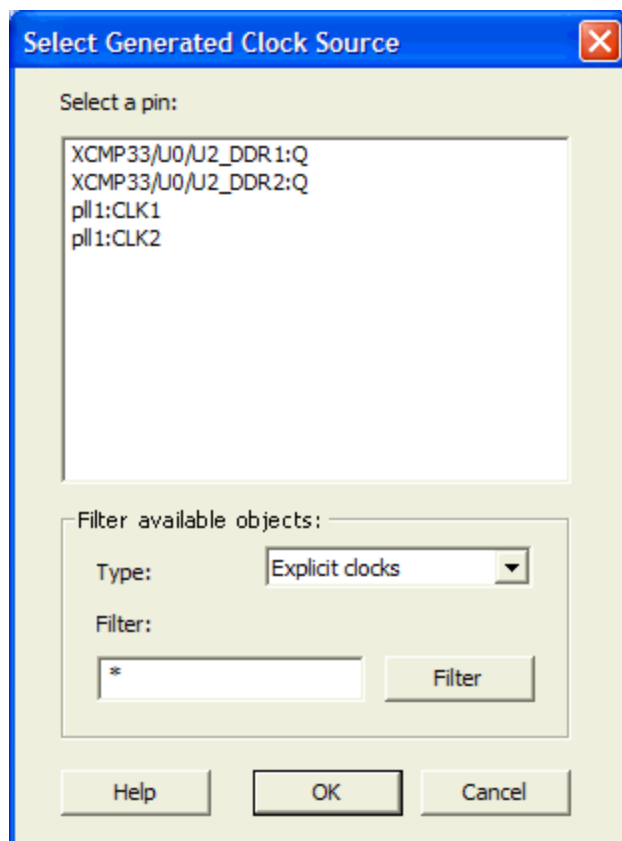 Select Generated Clock Source
Select a pin:
XCMP33/U0/U2_DDR1:Q
XCMP33/U0/U2_DDR2:Q
pll1:CLK1
pll1:CLK2
Filter available objects:
Type:
Explicit clocks
Filter:
*
Filter
Help
OK
Cancel